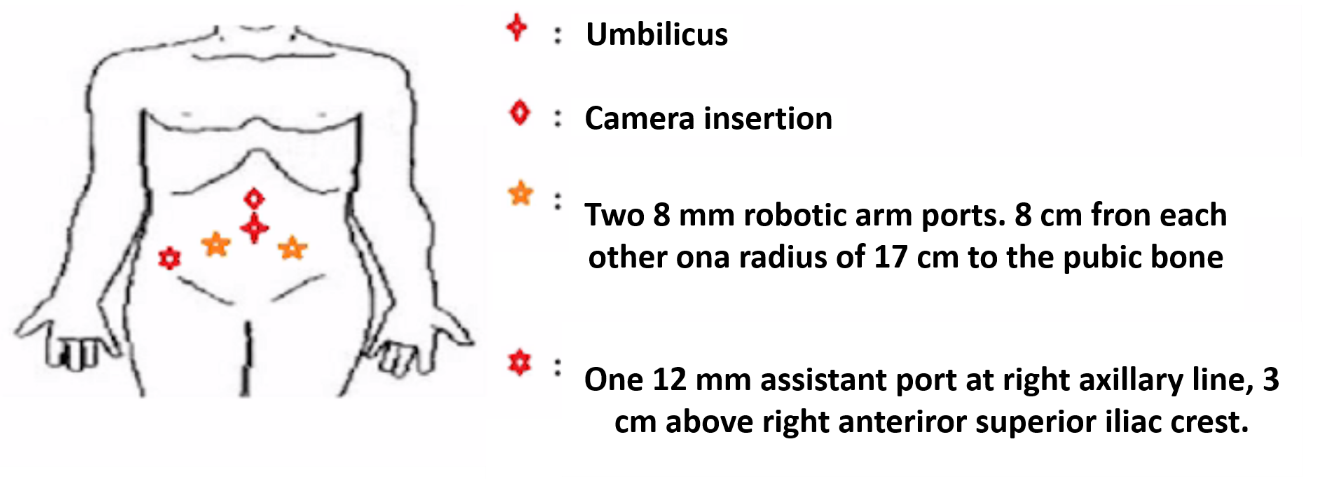 : Umbilicus
: Camera insertion
: Two 8 mm robotic arm ports. 8 cm fron each
other ona radius of 17 cm to the pubic bone
: One 12 mm assistant port at right axillary line, 3
cm above right anteriror superior iliac crest.